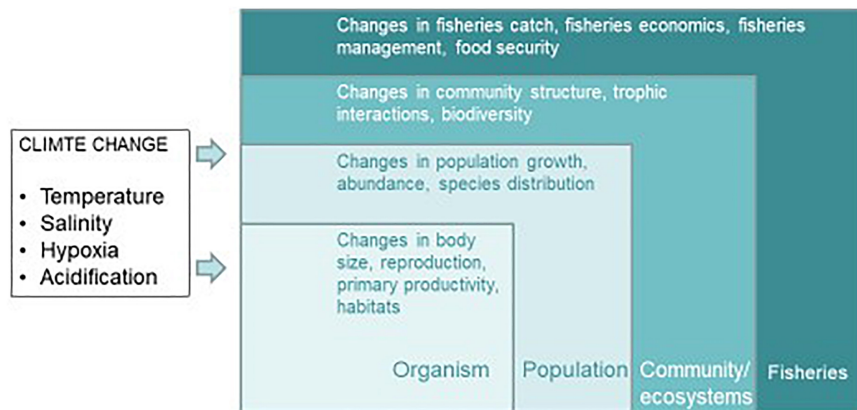 CLIMTE CHANGE
• Temperature
• Salinity
• Hypoxia
• Acidification
Changes in fisheries catch, fisheries economics, fisheries
management, food security
Changes in community structure, trophic
interactions, biodiversity
Changes in population growth,
abundance, species distribution
Changes in body
size, reproduction,
primary productivity,
habitats
Organism
Population
Community/
ecosystems
Fisheries